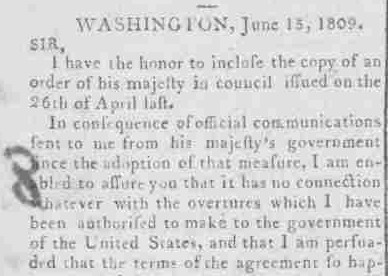 WASHINGTON, June 15, 1809.
SIR,
I have the honor to incloſe the copy of an
order of his majeſty in council iſſued on the
26th of April laſt.
In conſequence of official communications
ſent to me from his majeſty's government
ſince the adoption of that meaſure, I am en-
abled to aſſure you that it has no connection
whatever with the overtures which I have
been authoriſed to make to the government
of the United States, and that I am perſua-
ded that the terms of the agreement ſo hap-